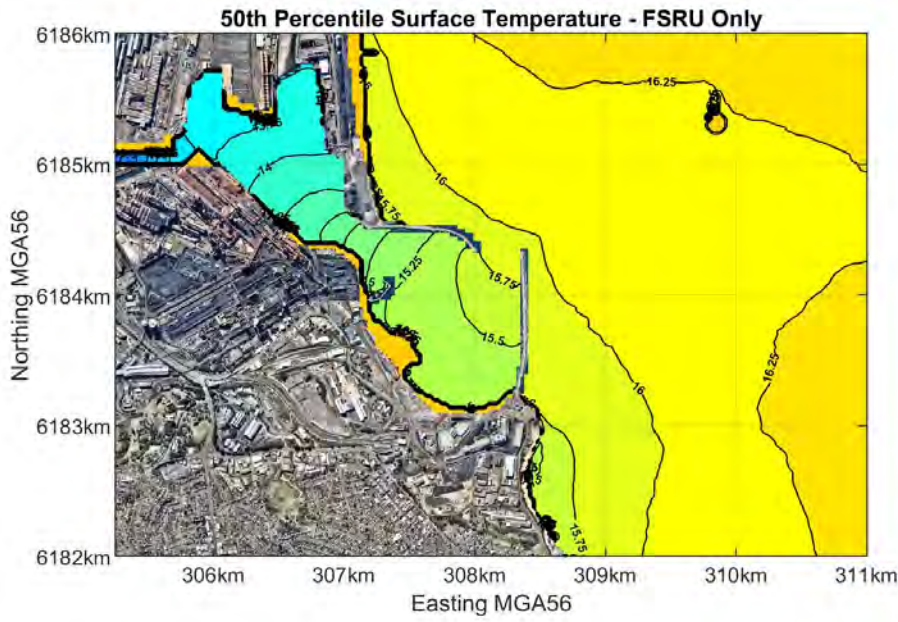 50th Percentile Surface Temperature - FSRU Only
6186km
6185km
6184km
6183km
6182km
Northing MGA56
16.25
16
15.75
14
15.25
15.75
15.5
16
16.25
15.75
306km
307km
308km
309km
310km
311km
Easting MGA56